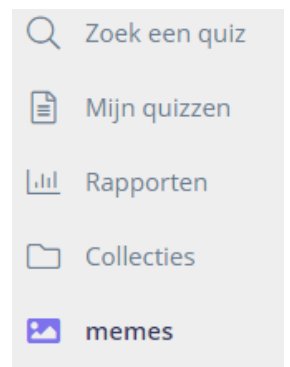 Zoek een quiz
Mijn quizzen
Rapporten
Collecties
memes